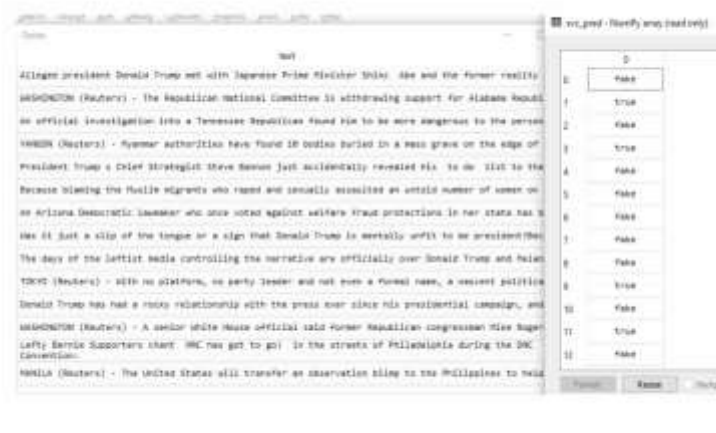 text
Alleged president Donald Trump met with Japanese Prime Minister Shinz Abe and the former reality
WASHINGTON (Reuters) - The Republican National Committee is withdrawing support for Alabama Republ
An official investigation into a Tennessee Republican found him to be more dangerous to the person
YANGON (Reuters) - Myanmar authorities have found 10 bodies buried in a mass grave on the edge of
President Trump s Chief Strategist Steve Bannon just accidentally revealed his to do list to the
Because blaming the Muslim migrants who raped and sexually assaulted an untold number of women on
An Arizona Democratic lawmaker who once voted against welfare fraud protections in her state has b
Was it just a slip of the tongue or a sign that Donald Trump is mentally unfit to be president?Bec
The days of the leftist media controlling the narrative are officially over Donald Trump and Melan
TOKYO (Reuters) - With no platform, no party leader and not even a formal name, a nascent politica
Donald Trump has had a rocky relationship with the press ever since his presidential campaign, and
WASHINGTON (Reuters) - A senior White House official said former Republican congressman Mike Roger
Lefty Bernie Supporters chant HRC has got to go! in the streets of Philadelphia during the DNC
Convention.
MANILA (Reuters) - The United States will transfer an observation blimp to the Philippines to help
svc_pred - NumPy array (read only)
0
0 fake
1 true
2 fake
3 true
4 fake
5 fake
6 fake
7 fake
8 fake
9 true
10 fake
11 true
12 fake
Format Resize